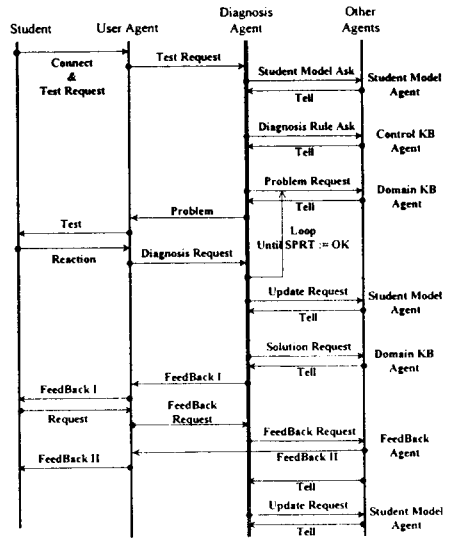 Diagnosis Other
Student User Agent Agent Agents
Connect
&
Test Request
Test Request
Student Model Ask
Tell
Student Model
Agent
Diagnosis Rule Ask
Tell
Control KB
Agent
Problem Request
Tell
Domain KB
Agent
Problem
Test
Loop
Until SPRT := OK
Reaction
Diagnosis Request
Update Request
Tell
Student Model
Agent
Solution Request
Tell
Domain KB
Agent
FeedBack I
FeedBack I
Request
FeedBack
Request
FeedBack Request
FeedBack
Agent
FeedBack II
FeedBack II
Tell
Update Request
Tell
Student Model
Agent